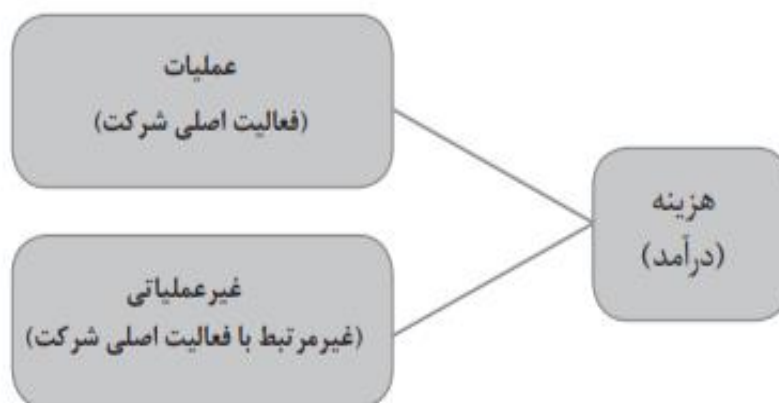 هزینه
(درآمد)
عملیات
(فعالیت اصلی شرکت)
غیرعملیاتی
(غیرمرتبط با فعالیت اصلی شرکت)